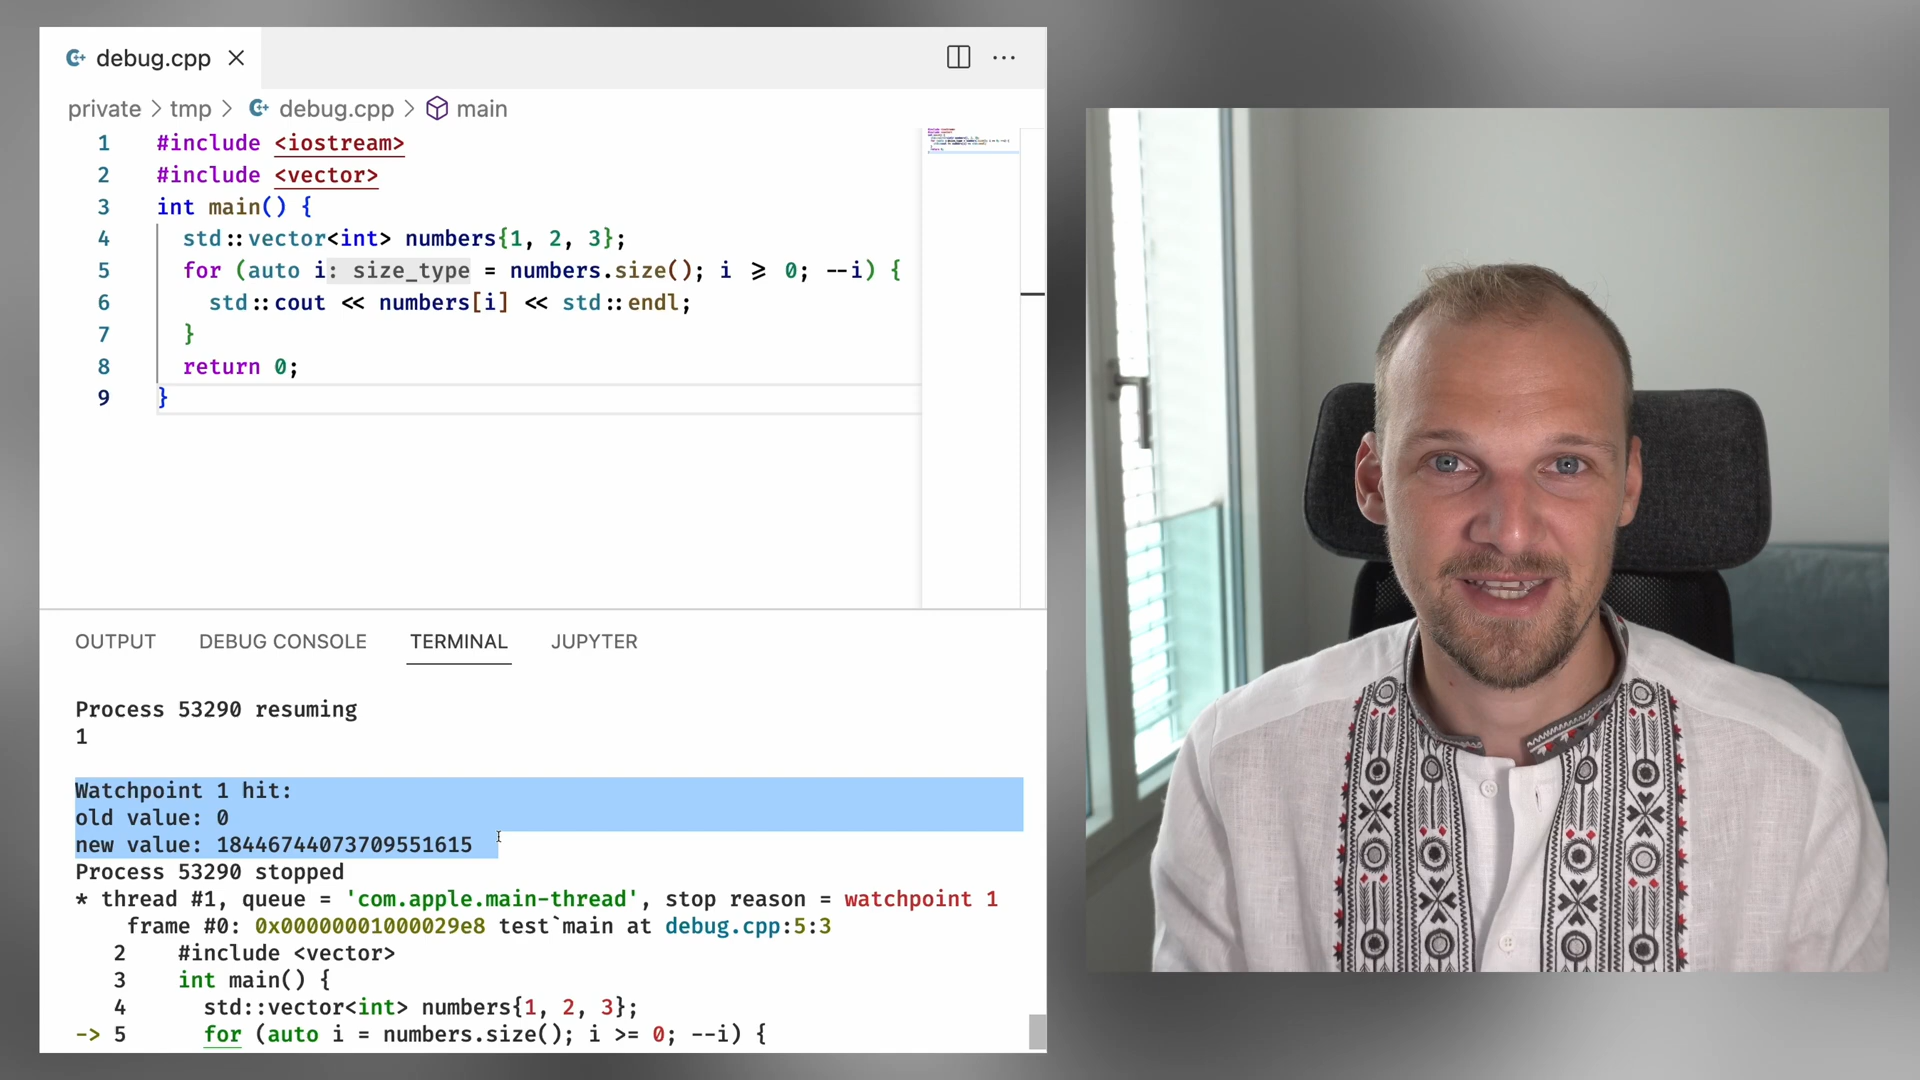 debug.cpp
private > tmp > debug.cpp > main
1 #include <iostream>
2 #include <vector>
3 int main() {
4 std::vector<int> numbers{1, 2, 3};
5 for (auto i: size_type = numbers.size(); i >= 0; --i) {
6 std::cout << numbers[i] << std::endl;
7 }
8 return 0;
9 }
OUTPUT DEBUG CONSOLE TERMINAL JUPYTER
Process 53290 resuming
1
Watchpoint 1 hit:
old value: 0
new value: 18446744073709551615
Process 53290 stopped
* thread #1, queue = 'com.apple.main-thread', stop reason = watchpoint 1
frame #0: 0x00000001000029e8 test`main at debug.cpp:5:3
2 #include <vector>
3 int main() {
4 std::vector<int> numbers{1, 2, 3};
-> 5 for (auto i = numbers.size(); i >= 0; --i) {